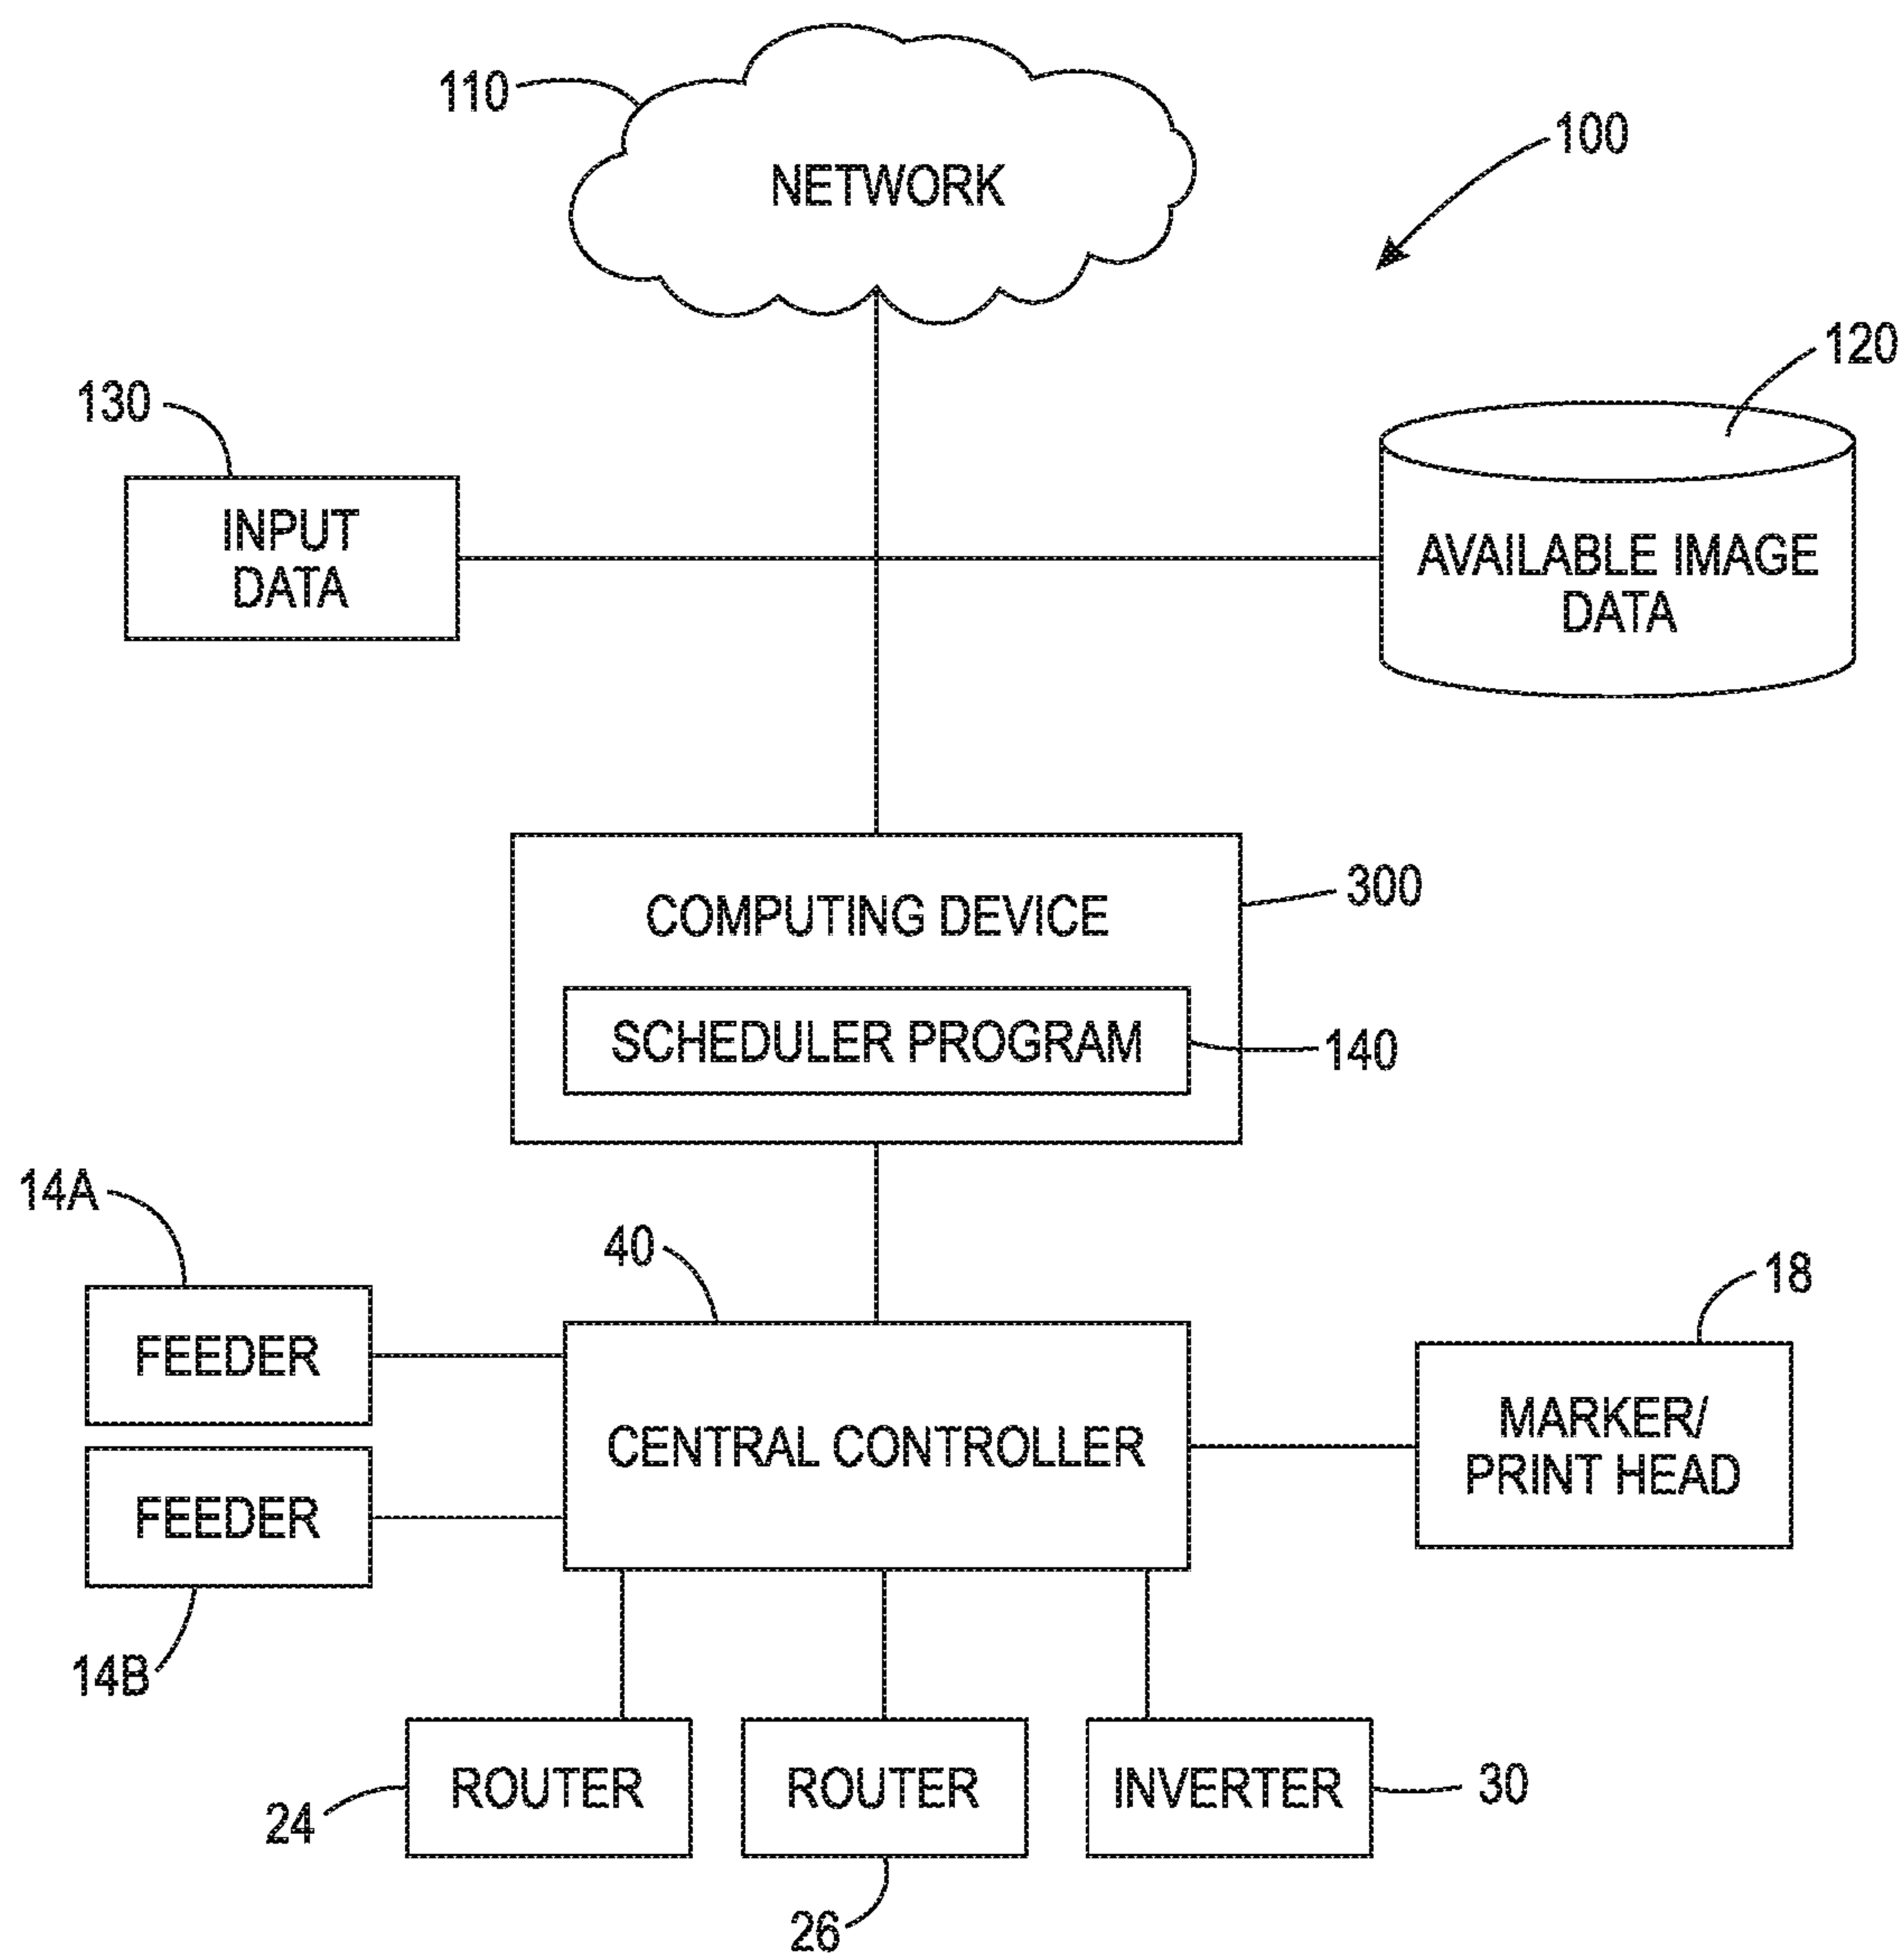 110
NETWORK
100
120
130
INPUT
DATA
AVAILABLE IMAGE
DATA
COMPUTING DEVICE
300
SCHEDULER PROGRAM
140
14A
40
18
FEEDER
CENTRAL CONTROLLER
MARKER/
PRINT HEAD
FEEDER
14B
ROUTER
ROUTER
INVERTER
30
24
26